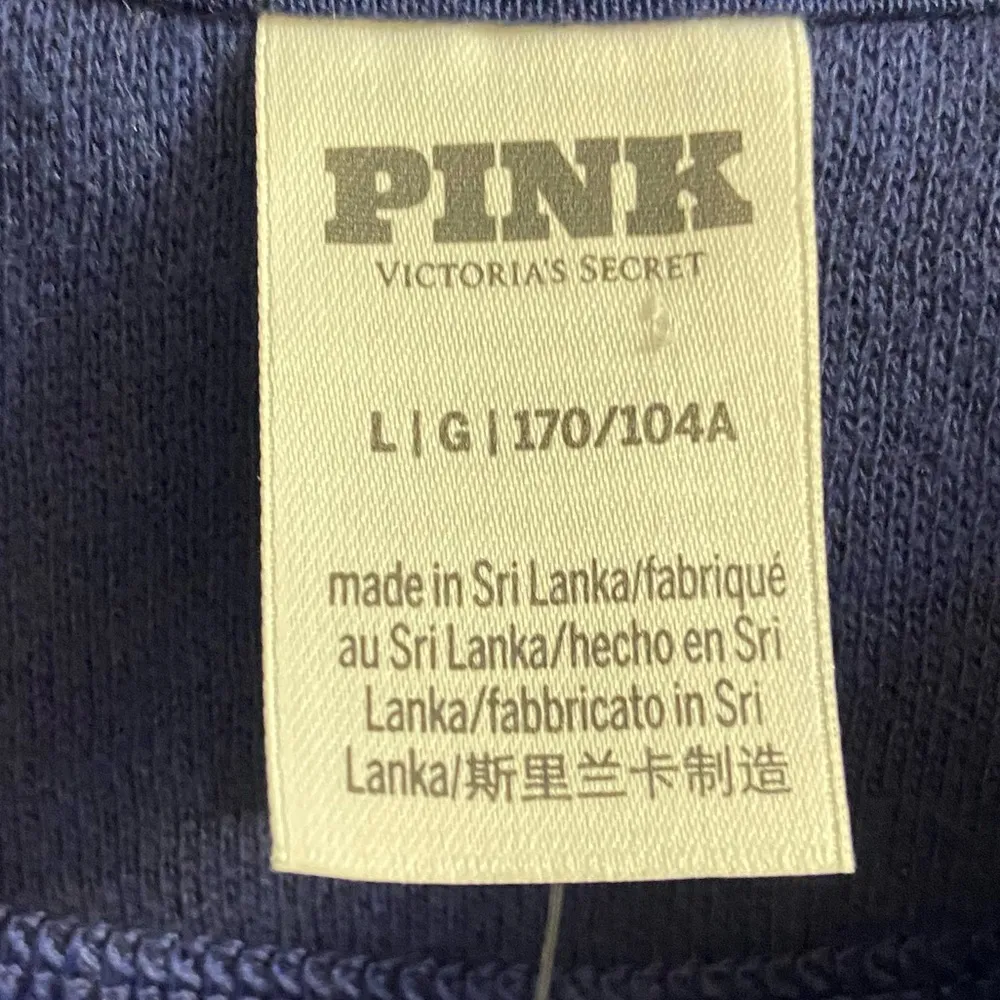 PINK
VICTORIA'S SECRET
L | G | 170/104A
made in Sri Lanka/fabriqué
au Sri Lanka/hecho en Sri
Lanka/fabbricato in Sri
Lanka/斯里兰卡制造